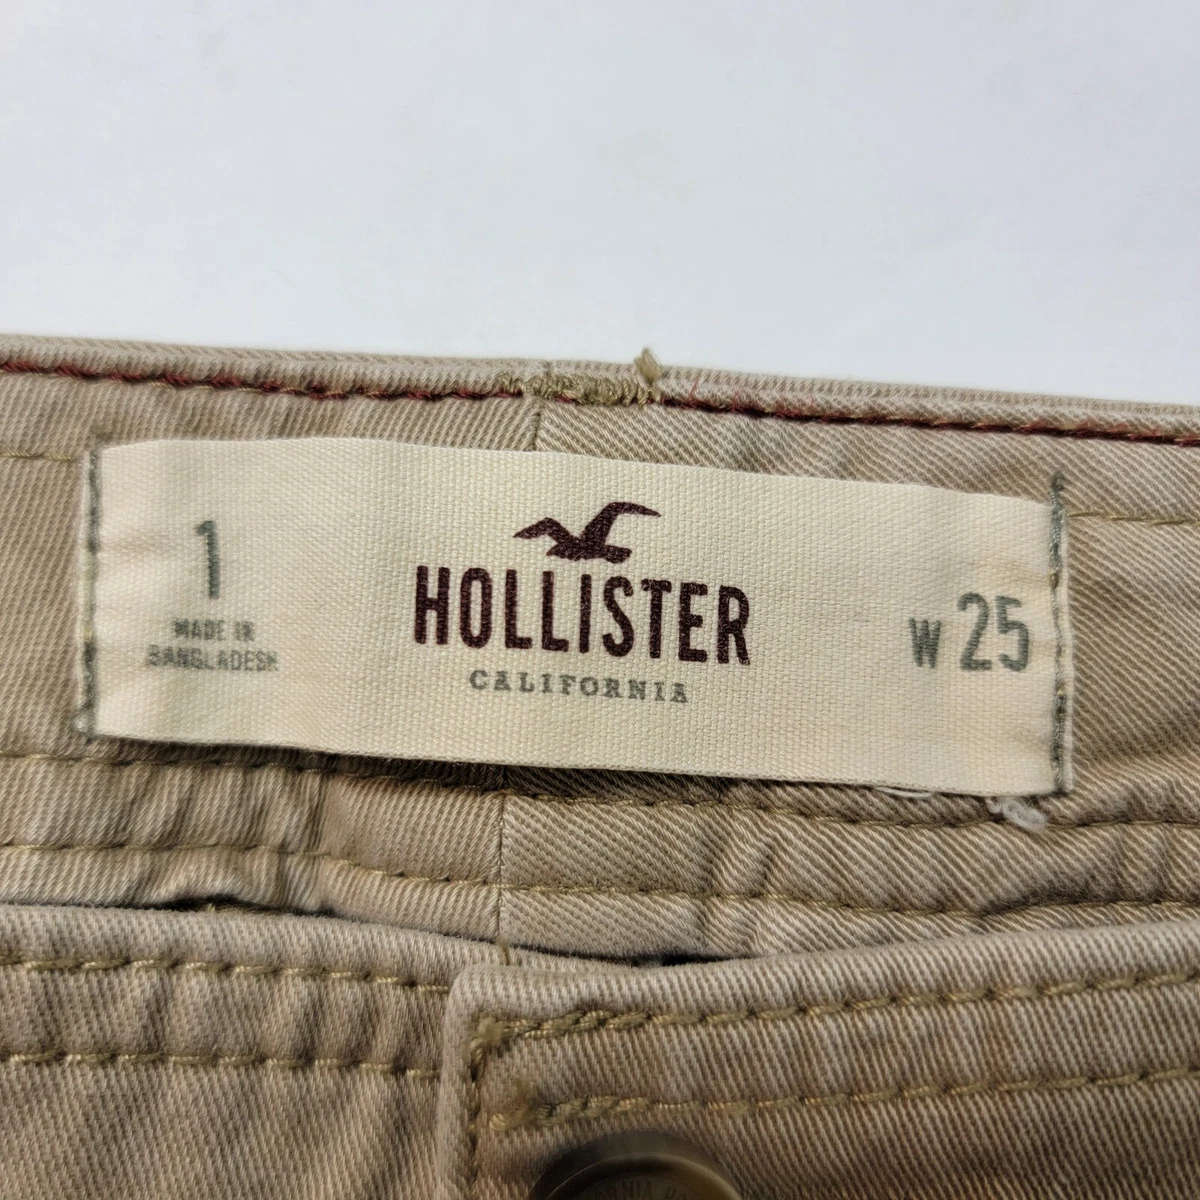 1
MADE IN
BANGLADESH
HOLLISTER
CALIFORNIA
W 25